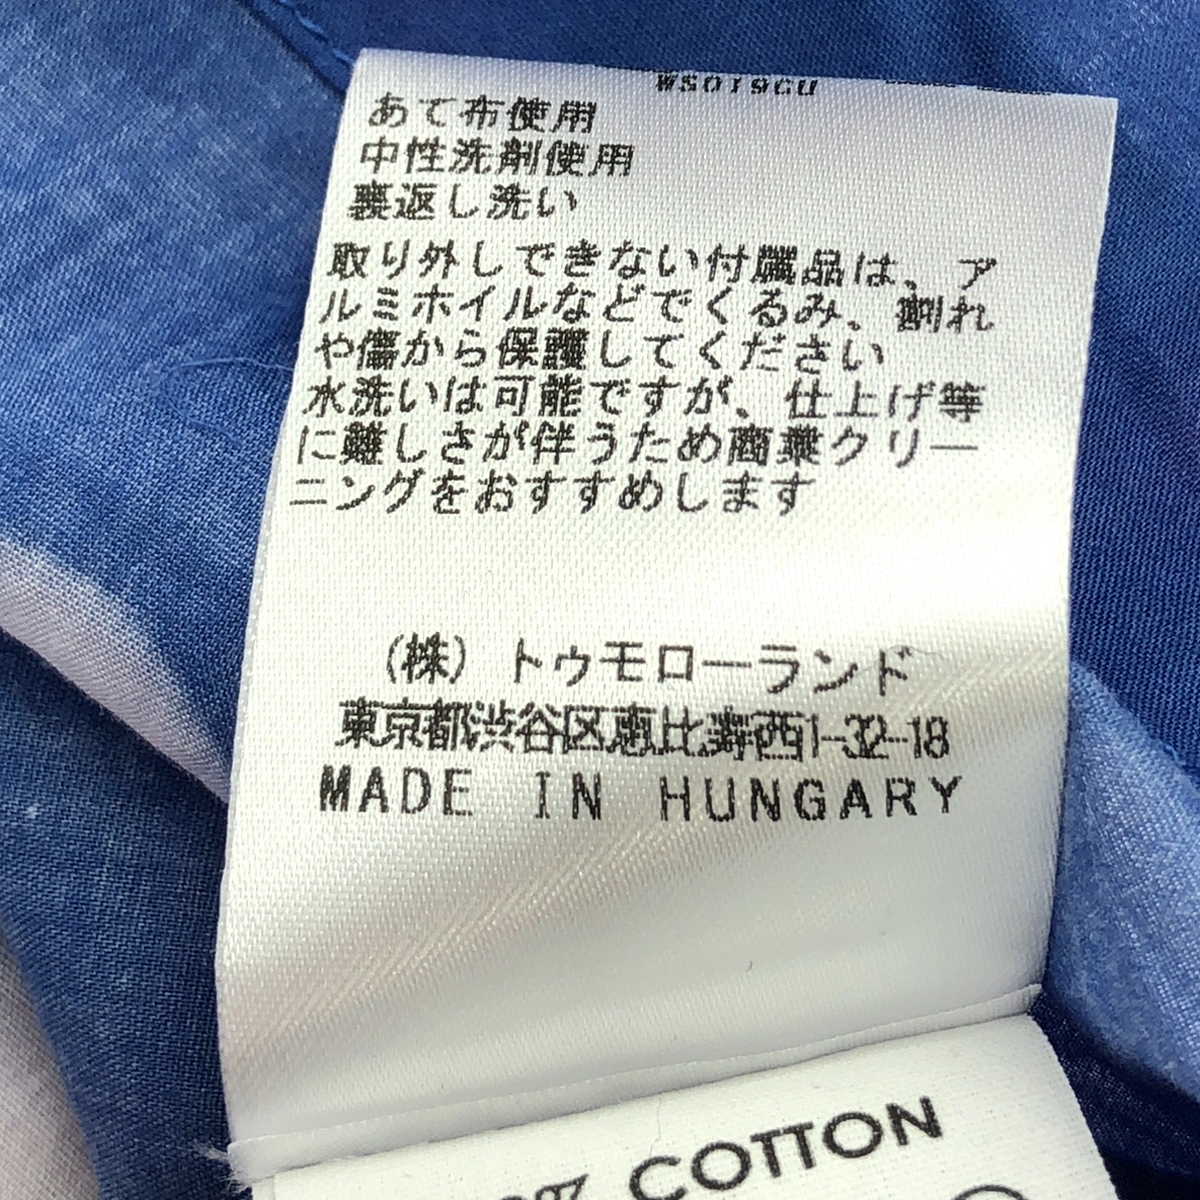 WS019CU
あて布使用
中性洗剤使用
裏返し洗い
取り外しできない付属品は、ア
ルミホイルなどでくるみ、割れ
や傷から保護してください
水洗いは可能ですが、仕上げ等
に難しさが伴うため商業クリー
ニングをおすすめします
(株) トゥモローランド
東京都渋谷区恵比寿西1-32-18
MADE IN HUNGARY
% COTTON